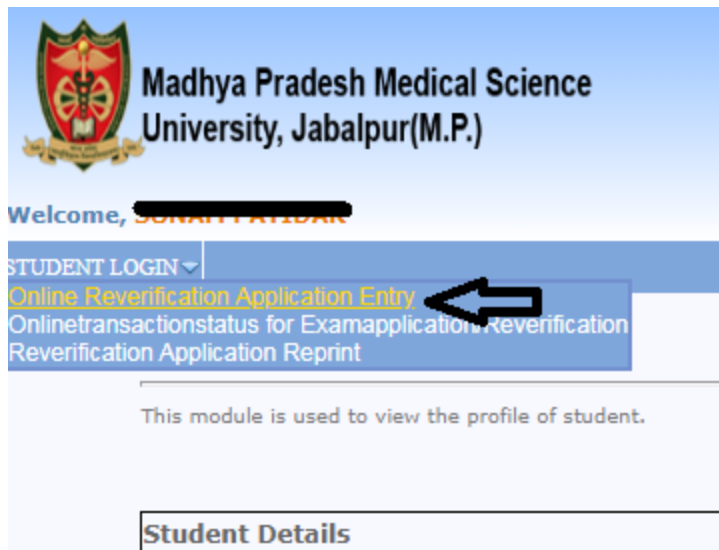 Madhya Pradesh Medical Science
University, Jabalpur(M.P.)
Welcome,
STUDENT LOGIN
Online Reverification Application Entry
Onlinetransactionstatus for Examapplication/Reverification
Reverification Application Reprint
This module is used to view the profile of student.
Student Details